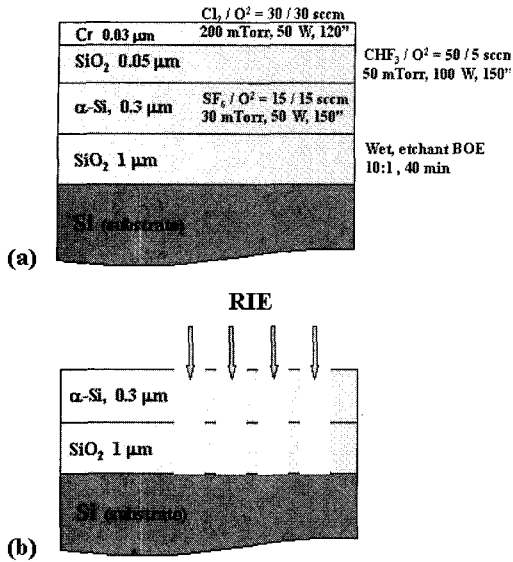 Cl₂ / O² = 30 / 30 sccm
Cr 0.03 μm
200 mTorr, 50 W, 120"
SiO₂ 0.05 μm
CHF₃ / O² = 50 / 5 sccm
50 mTorr, 100 W, 150"
α-Si, 0.3 μm
SF₆ / O² = 15 / 15 sccm
30 mTorr, 50 W, 150"
SiO₂ 1 μm
Wet, etchant BOE
10:1 , 40 min
Si (substrate)
(a)
RIE
α-Si, 0.3 μm
SiO₂ 1 μm
Si (substrate)
(b)